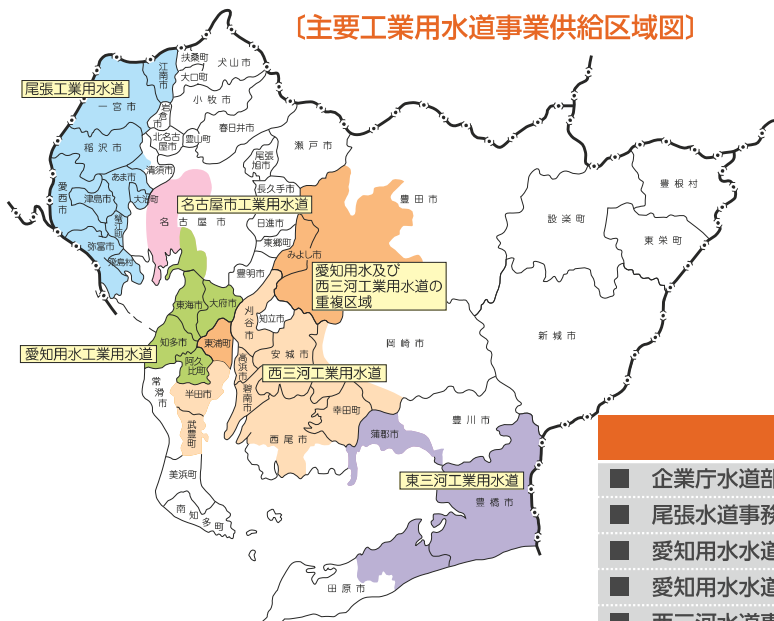 〔主要工業用水道事業供給区域図〕
扶桑町
犬山市
江南市
大口町
尾張工業用水道
一宮市
小牧市
岩倉市
春日井市
北名古屋市
豊山町
瀬戸市
稲沢市
尾張旭市
清須市
あま市
愛西市
津島市
大治町
長久手市
豊田市
豊根村
名古屋市工業用水道
名古屋市
蟹江町
日進市
設楽町
東栄町
弥富市
東郷町
みよし市
飛島村
豊明市
愛知用水及び
西三河工業用水道の
重複区域
東海市
大府市
刈谷市
知立市
新城市
知多市
東浦町
岡崎市
愛知用水工業用水道
安城市
阿久比町
高浜市
西三河工業用水道
常滑市
半田市
碧南市
幸田町
豊川市
武豊町
西尾市
蒲郡市
美浜町
東三河工業用水道
豊橋市
南知多町
田原市
■ 企業庁水道部
■ 尾張水道事務
■ 愛知用水水道
■ 愛知用水水道
■ 西三河水道事